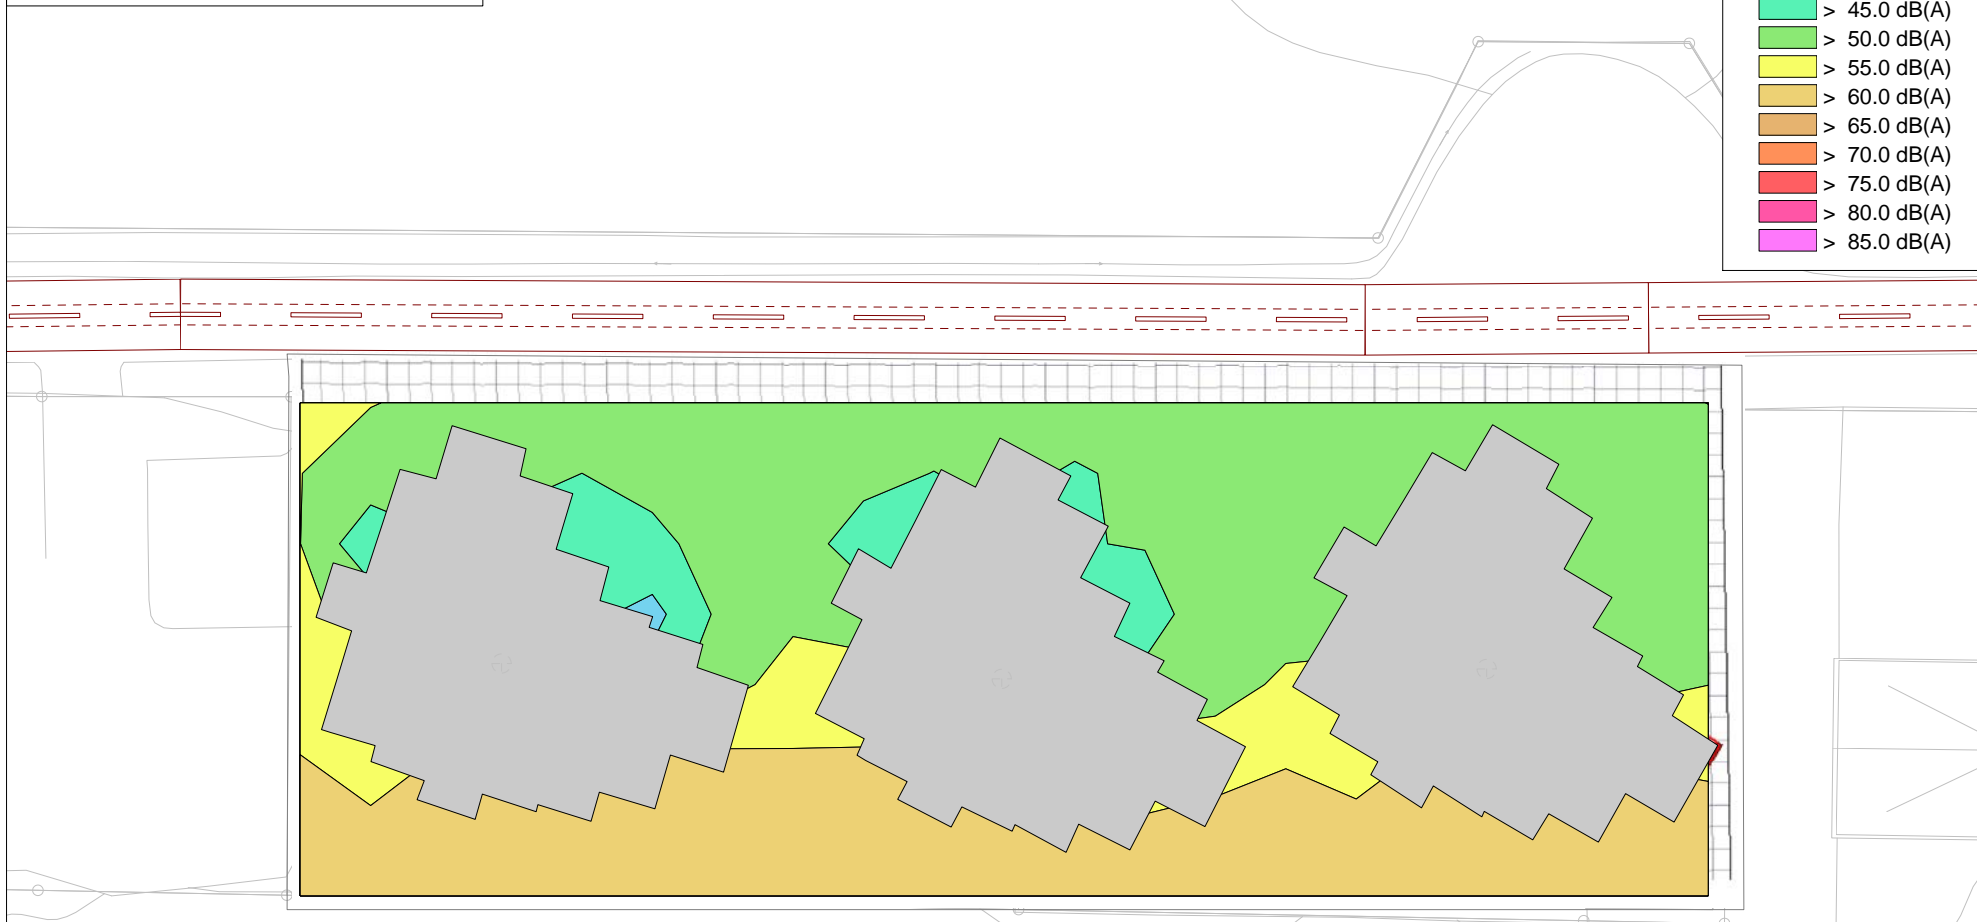 > 45.0 dB(A)
> 50.0 dB(A)
> 55.0 dB(A)
> 60.0 dB(A)
> 65.0 dB(A)
> 70.0 dB(A)
> 75.0 dB(A)
> 80.0 dB(A)
> 85.0 dB(A)